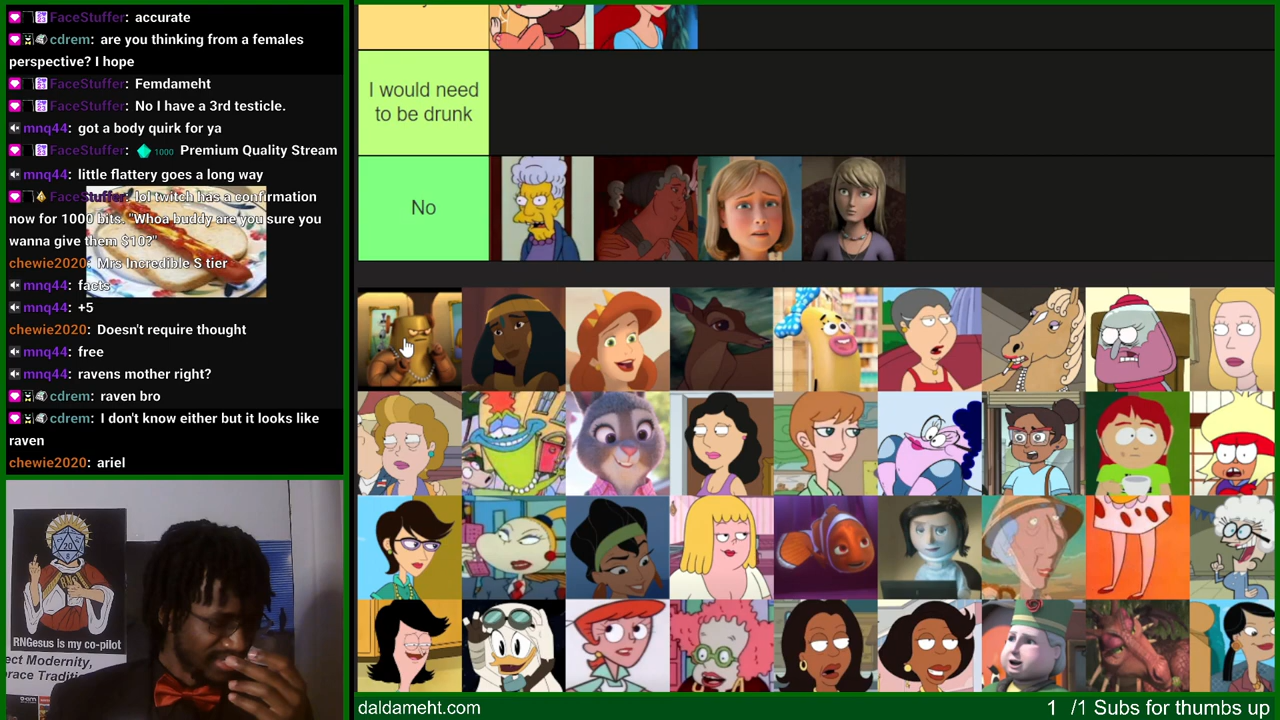 FaceStuffer: accurate
cdrem: are you thinking from a females
perspective? I hope
FaceStuffer: Femdameht
FaceStuffer: No I have a 3rd testicle.
mnq44: got a body quirk for ya
FaceStuffer: 1000 Premium Quality Stream
mnq44: little flattery goes a long way
FaceStuffer: lol twitch has a confirmation
now for 1000 bits. "Whoa buddy are you sure you
wanna give them $10?"
chewie2020: Mrs Incredible S tier
mnq44: facts
mnq44: +5
chewie2020: Doesn't require thought
mnq44: free
mnq44: ravens mother right?
cdrem: raven bro
cdrem: I don't know either but it looks like
raven
chewie2020: ariel
I would need
to be drunk
No
20
RNGesus is my co-pilot
ect Modernity,
brace Traditi
daldameht.com
1 /1 Subs for thumbs up